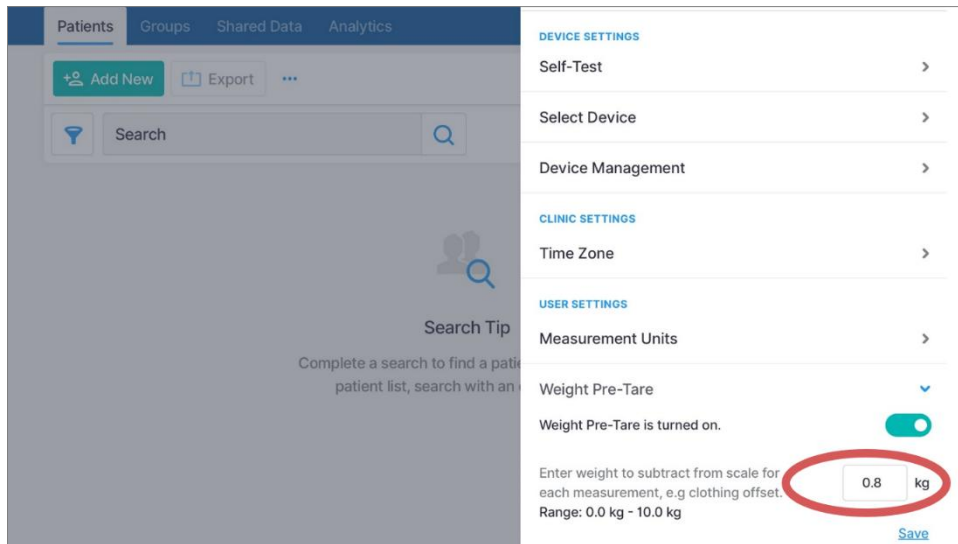 Patients Groups Shared Data Analytics
Add New Export
Search
Search Tip
Complete a search to find a patie
patient list, search with an
DEVICE SETTINGS
Self-Test
Select Device
Device Management
CLINIC SETTINGS
Time Zone
USER SETTINGS
Measurement Units
Weight Pre-Tare
Weight Pre-Tare is turned on.
Enter weight to subtract from scale for
each measurement, e.g clothing offset.
Range: 0.0 kg - 10.0 kg
0.8 kg
Save